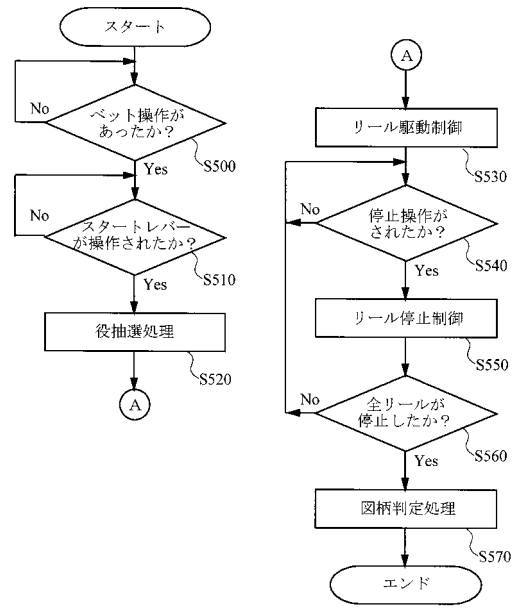 スタート
No
ベット操作が
あったか？
S500
Yes
No
スタートレバー
が操作されたか？
S510
Yes
役抽選処理
S520
A
A
リール駆動制御
S530
No
停止操作が
されたか？
S540
Yes
リール停止制御
S550
No
全リールが
停止したか？
S560
Yes
図柄判定処理
S570
エンド